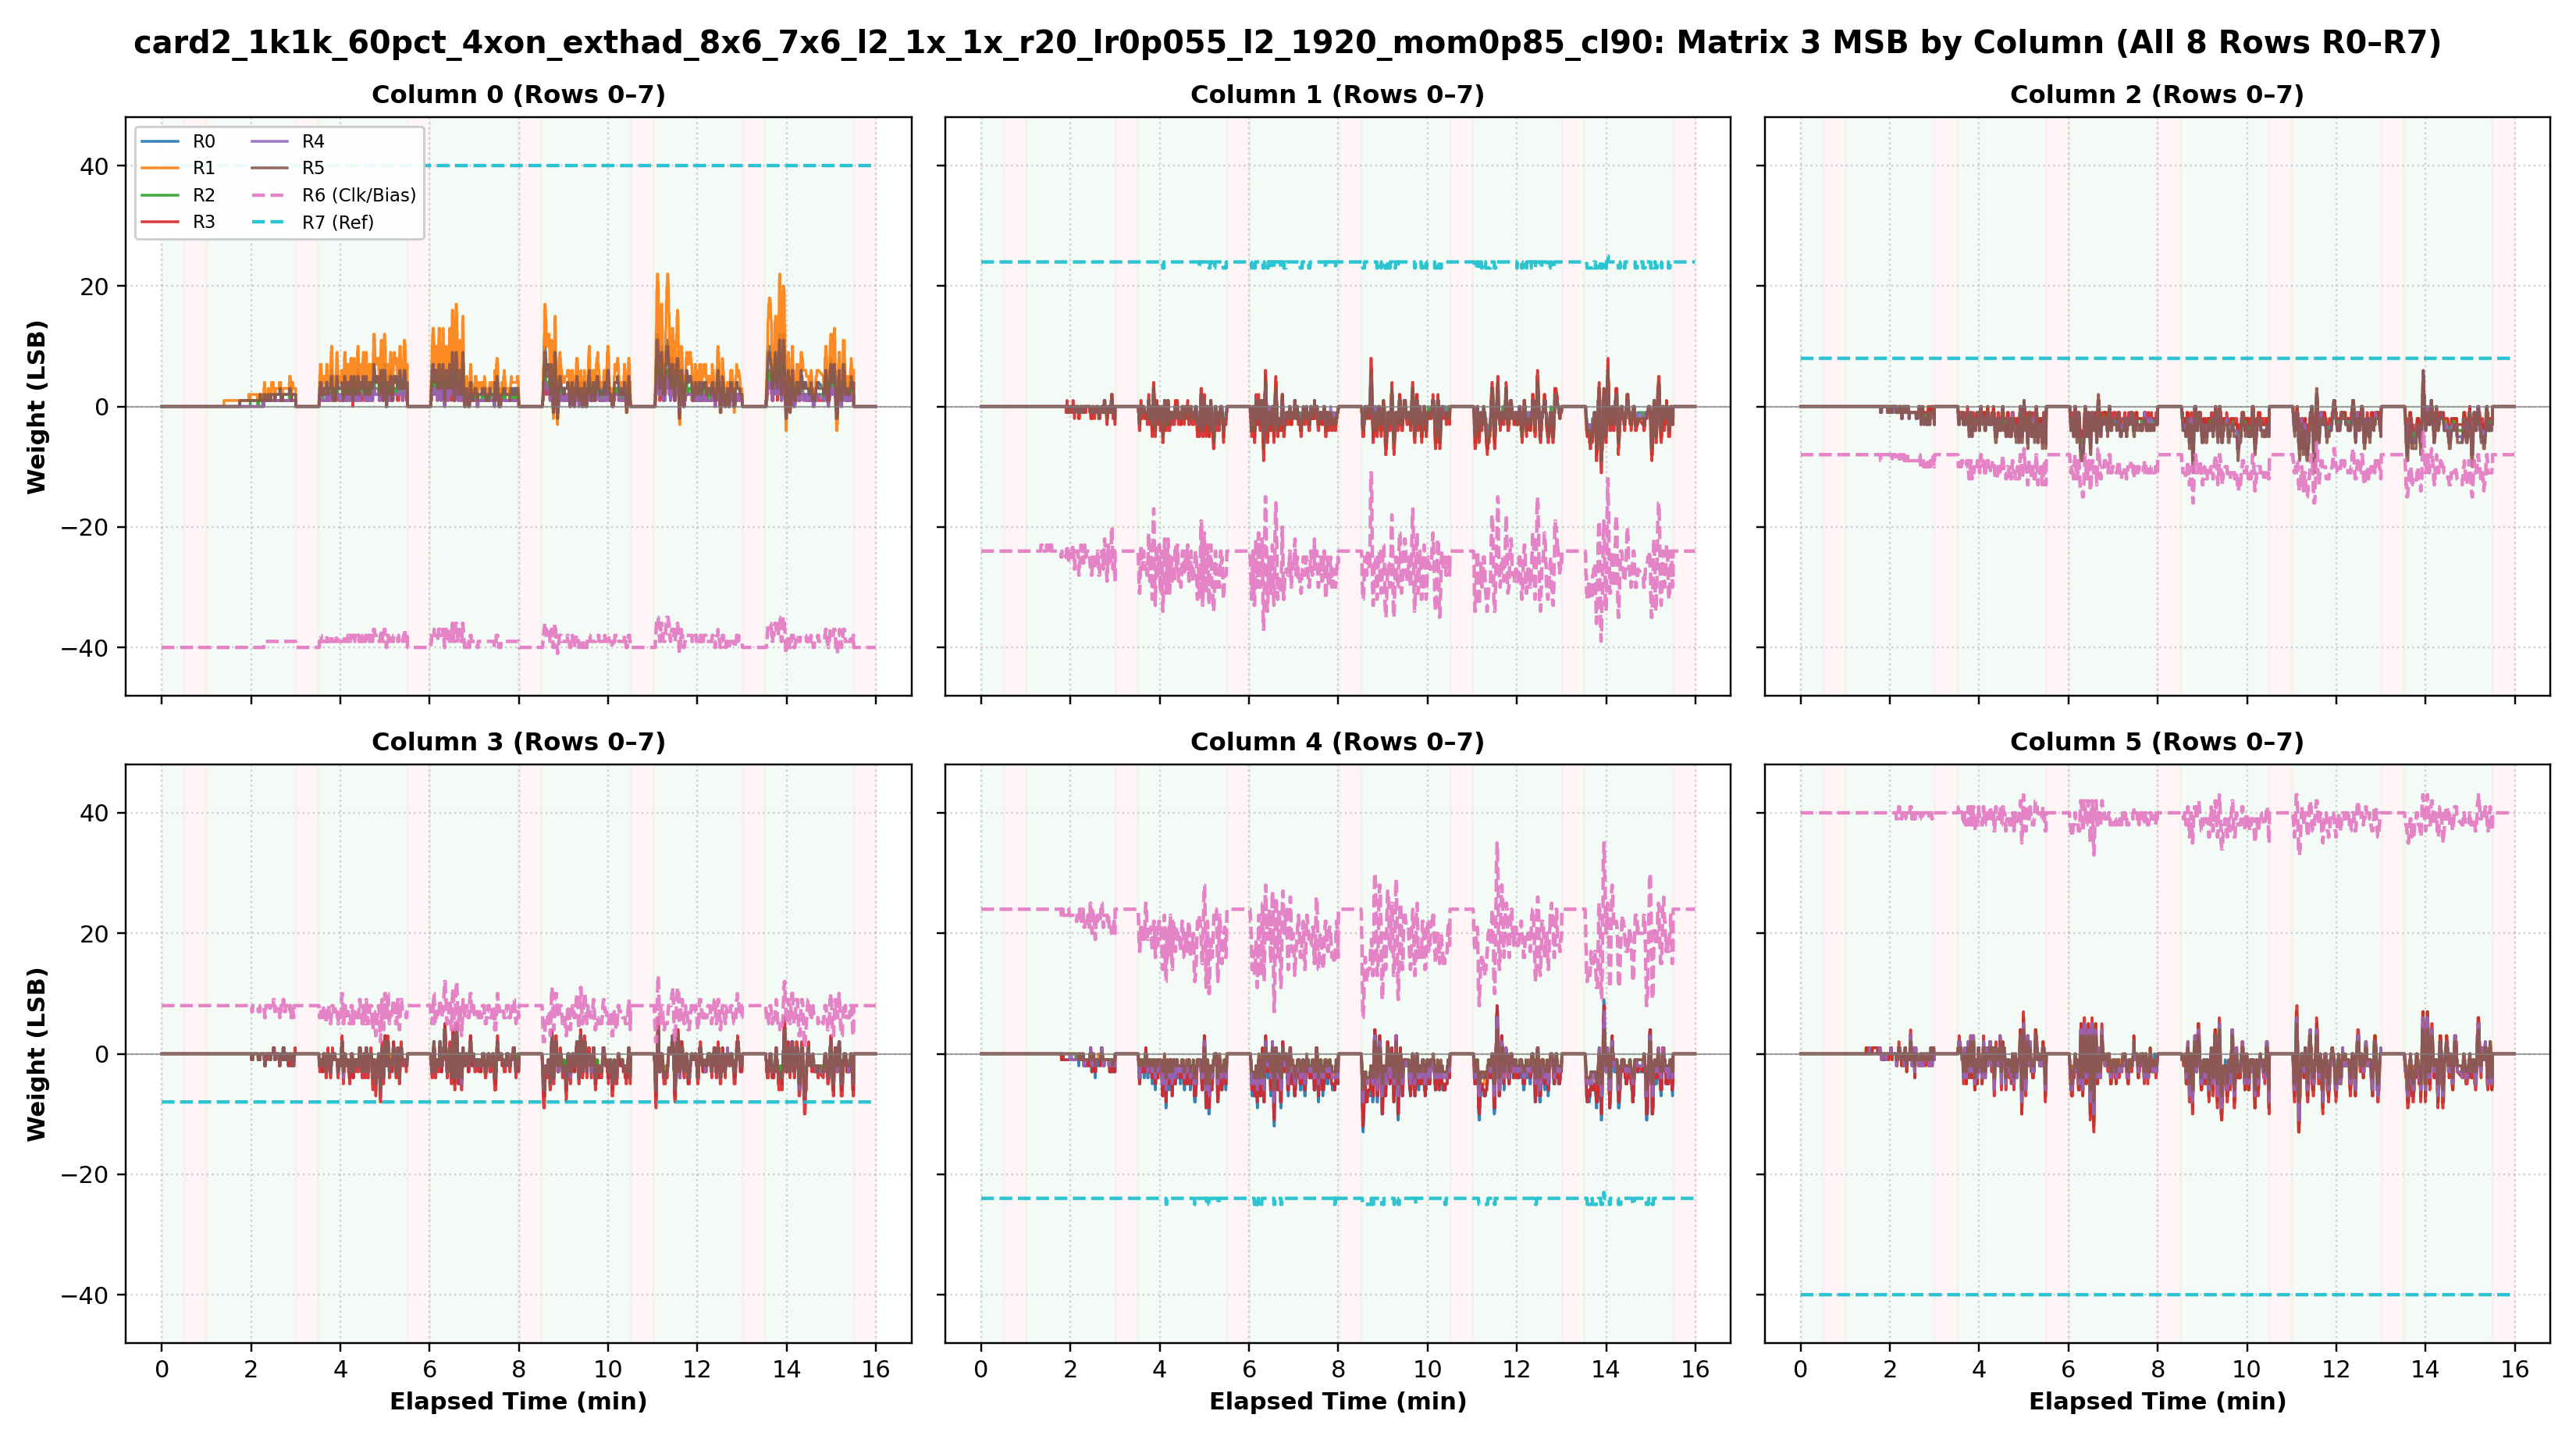 card2_1k1k_60pct_4xon_exthad_8x6_7x6_l2_1x_1x_r20_lr0p055_l2_1920_mom0p85_cl90: Matrix 3 MSB by Column (All 8 Rows R0–R7)
Column 0 (Rows 0–7)
Column 1 (Rows 0–7)
Column 2 (Rows 0–7)
R0
R1
R2
R3
R4
R5
R6 (Clk/Bias)
R7 (Ref)
Weight (LSB)
40
20
0
−20
−40
Column 3 (Rows 0–7)
Column 4 (Rows 0–7)
Column 5 (Rows 0–7)
Weight (LSB)
40
20
0
−20
−40
0 2 4 6 8 10 12 14 16
0 2 4 6 8 10 12 14 16
0 2 4 6 8 10 12 14 16
Elapsed Time (min)
Elapsed Time (min)
Elapsed Time (min)